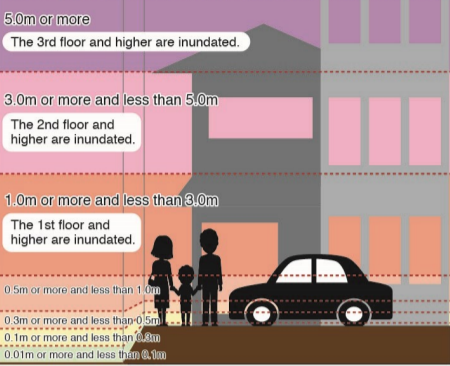 5.0m or more
The 3rd floor and higher are inundated.
3.0m or more and less than 5.0m
The 2nd floor and
higher are inundated.
1.0m or more and less than 3.0m
The 1st floor and
higher are inundated.
0.5m or more and less than 1.0m
0.3m or more and less than 0.5m
0.1m or more and less than 0.3m
0.01m or more and less than 0.1m